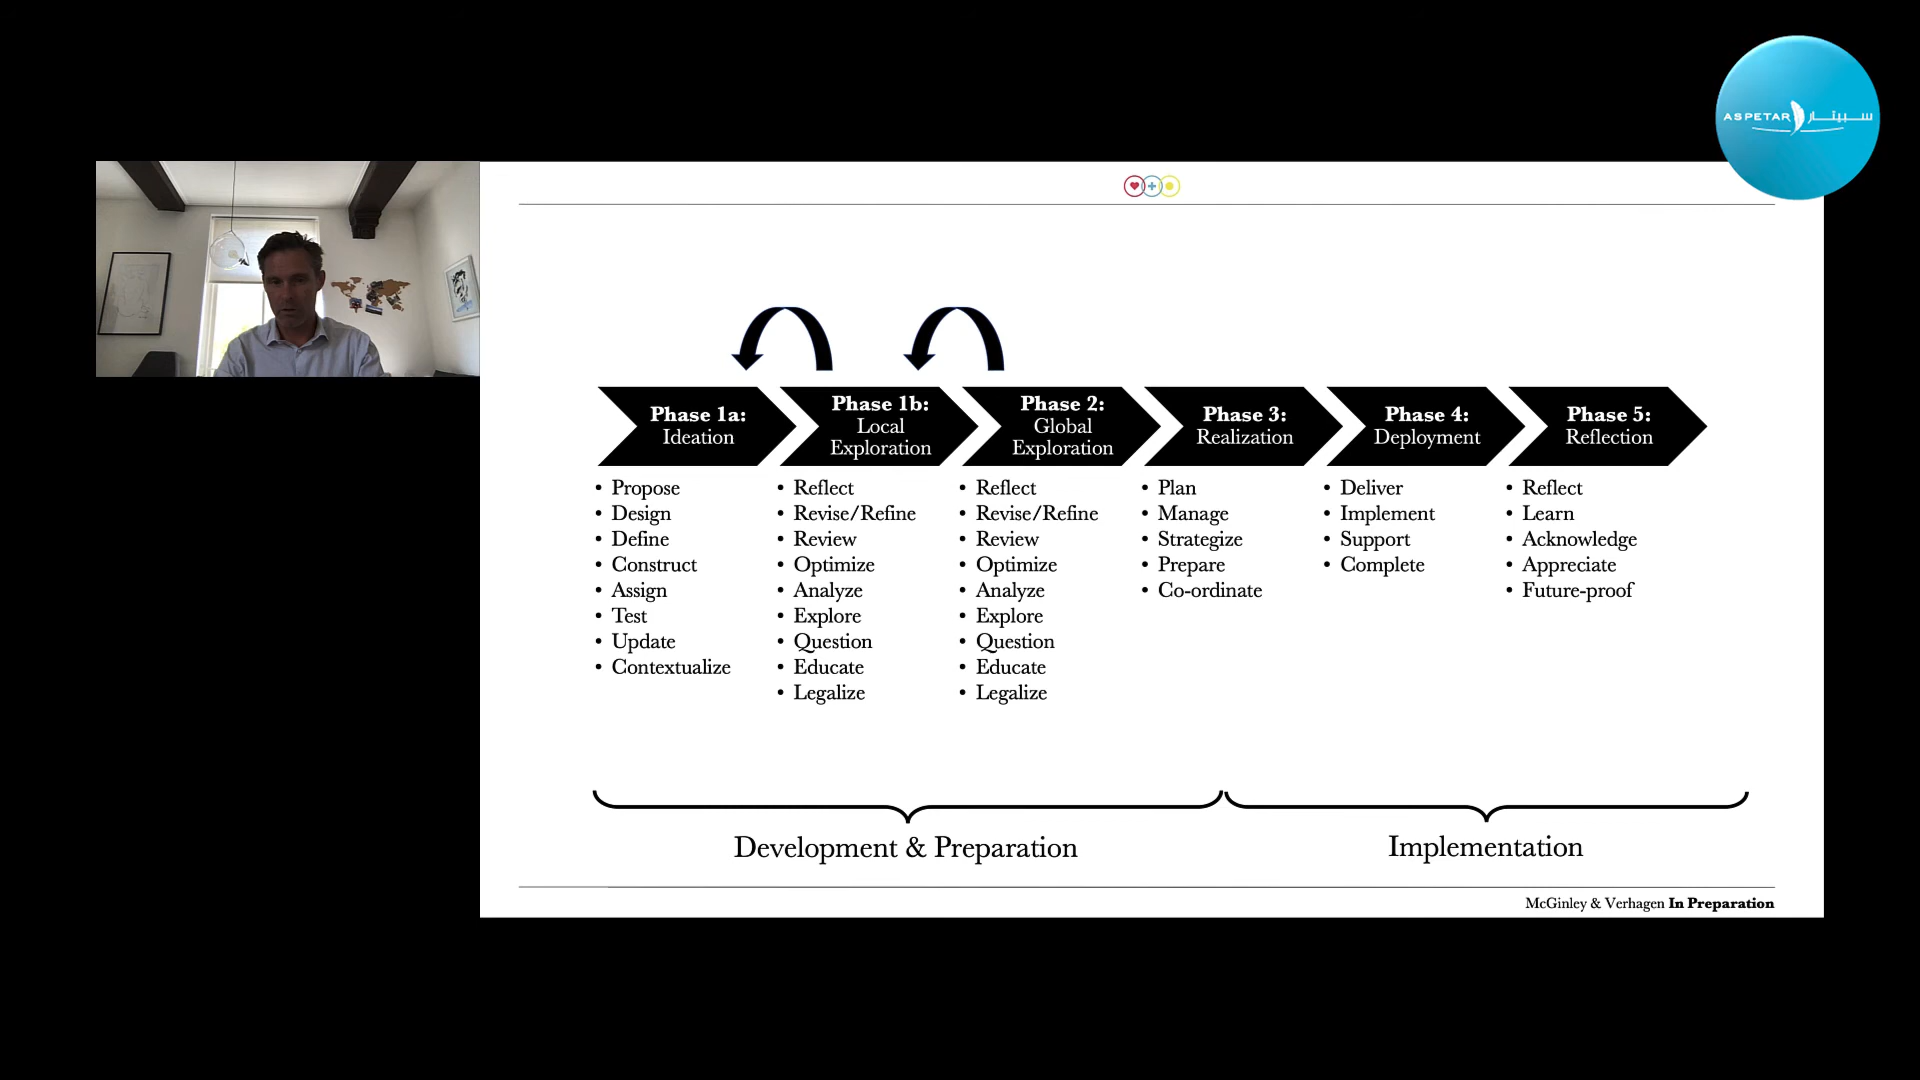 ASPETAR سبيتار
Phase 1a:
Ideation
Phase 1b:
Local
Exploration
Phase 2:
Global
Exploration
Phase 3:
Realization
Phase 4:
Deployment
Phase 5:
Reflection
• Propose
• Design
• Define
• Construct
• Assign
• Test
• Update
• Contextualize
• Reflect
• Revise/Refine
• Review
• Optimize
• Analyze
• Explore
• Question
• Educate
• Legalize
• Reflect
• Revise/Refine
• Review
• Optimize
• Analyze
• Explore
• Question
• Educate
• Legalize
• Plan
• Manage
• Strategize
• Prepare
• Co-ordinate
• Deliver
• Implement
• Support
• Complete
• Reflect
• Learn
• Acknowledge
• Appreciate
• Future-proof
Development & Preparation
Implementation
McGinley & Verhagen In Preparation